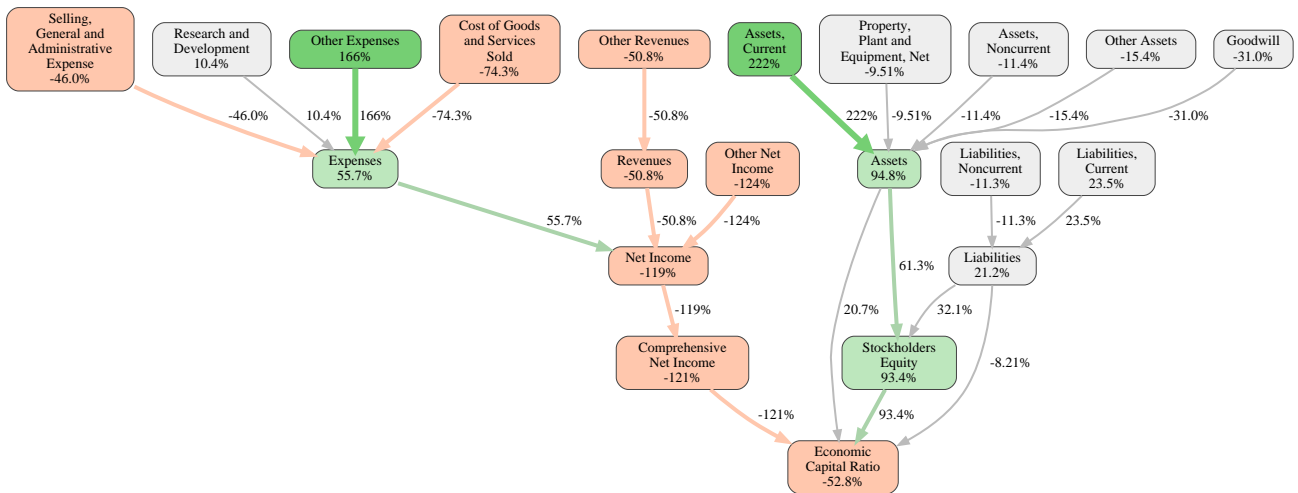 Selling,
General and
Administrative
Expense
-46.0%
Research and
Development
10.4%
Other Expenses
166%
Cost of Goods
and Services
Sold
-74.3%
Other Revenues
-50.8%
Assets,
Current
222%
Property,
Plant and
Equipment, Net
-9.51%
Assets,
Noncurrent
-11.4%
Other Assets
-15.4%
Goodwill
-31.0%
-46.0%
10.4%
166%
-74.3%
-50.8%
222%
-9.51%
-11.4%
-15.4%
-31.0%
Expenses
55.7%
Revenues
-50.8%
Other Net
Income
-124%
Assets
94.8%
Liabilities,
Noncurrent
-11.3%
Liabilities,
Current
23.5%
55.7%
-50.8%
-124%
-11.3%
23.5%
Net Income
-119%
61.3%
Liabilities
21.2%
-119%
20.7%
32.1%
Comprehensive
Net Income
-121%
Stockholders
Equity
93.4%
-8.21%
-121%
93.4%
Economic
Capital Ratio
-52.8%